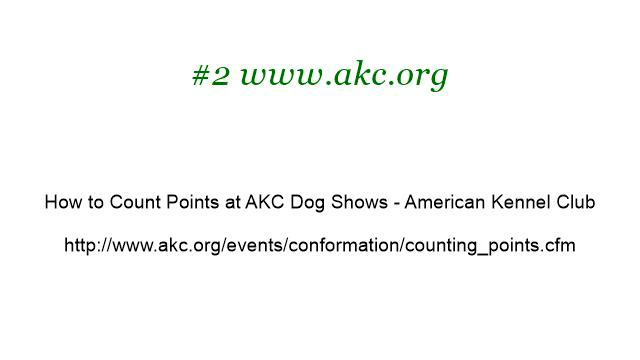 #2 www.akc.org
How to Count Points at AKC Dog Shows - American Kennel Club
http://www.akc.org/events/conformation/counting_points.cfm